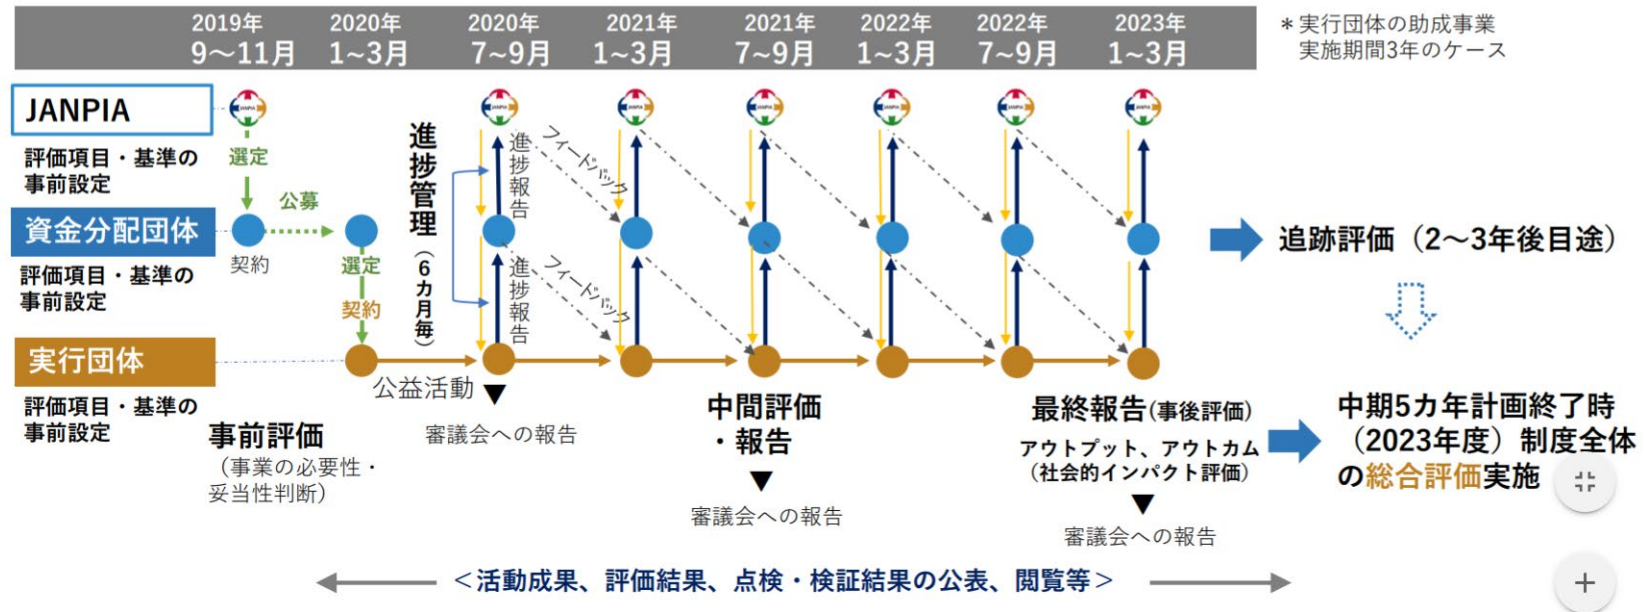 2019年 2020年 2020年 2021年 2021年 2022年 2022年 2023年
9～11月 1~3月 7~9月 1~3月 7~9月 1~3月 7~9月 1~3月
＊実行団体の助成事業
実施期間3年のケース
JANPIA
評価項目・基準の
事前設定
選定
公募
資金分配団体
契約
評価項目・基準の
事前設定
選定
契約
実行団体
評価項目・基準の
事前設定
進捗管理（6カ月毎）
進捗報告
フィードバック
進捗報告
フィードバック
公益活動
▼
審議会への報告
事前評価
（事業の必要性・
妥当性判断）
中間評価
・報告
▼
審議会への報告
最終報告(事後評価)
アウトプット、アウトカム
（社会的インパクト評価）
▼
審議会への報告
追跡評価（2～3年後目途）
中期5カ年計画終了時
（2023年度）制度全体
の総合評価実施
＜活動成果、評価結果、点検・検証結果の公表、閲覧等＞